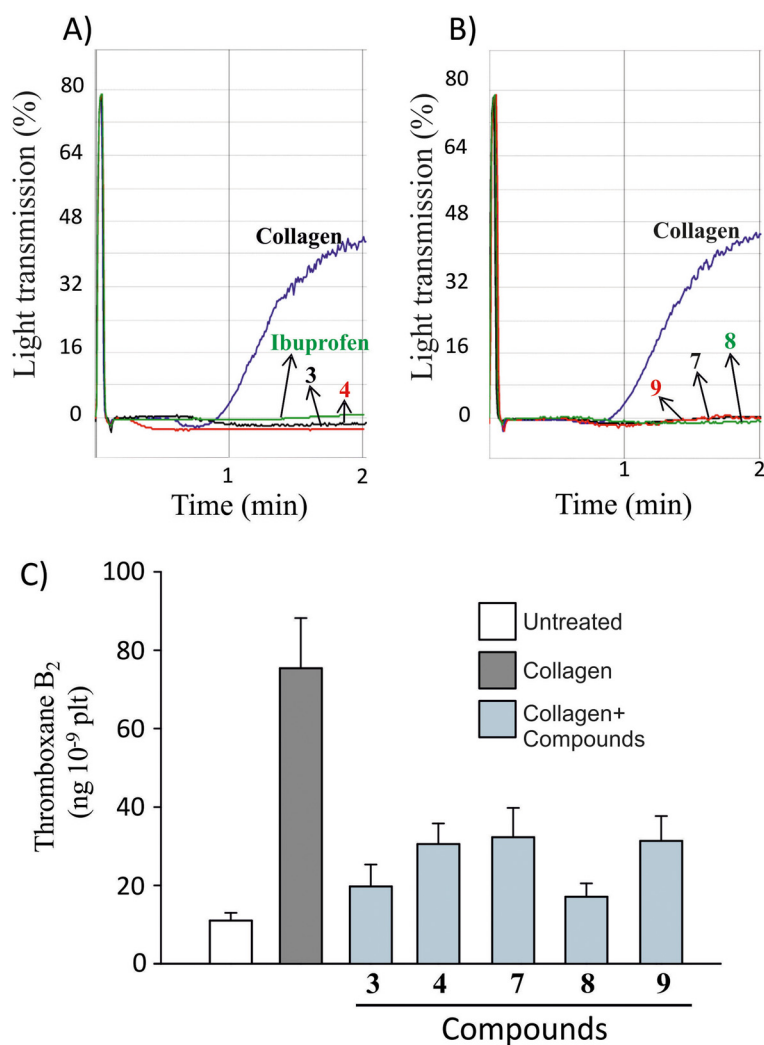 A)
Light transmission (%)
80
64
48
32
16
0
Collagen
Ibuprofen
3
4
1
2
Time (min)
B)
Light transmission (%)
80
64
48
32
16
0
Collagen
9
7
8
1
2
Time (min)
C)
Thromboxane B₂
(ng 10⁻⁹ plt)
100
80
60
40
20
0
Untreated
Collagen
Collagen+
Compounds
3 4 7 8 9
Compounds